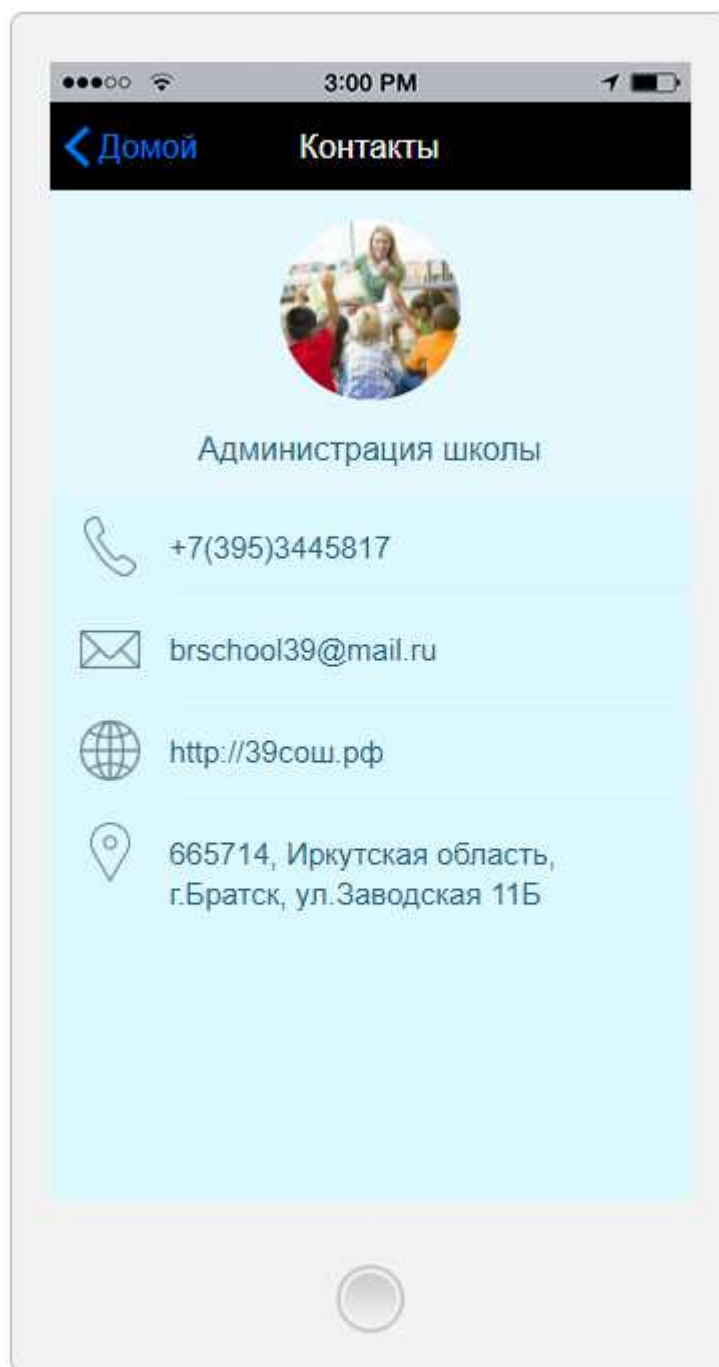 3:00 PM
Домой
Контакты
Администрация школы
+7(395)3445817
brschool39@mail.ru
http://39сош.рф
665714, Иркутская область,
г.Братск, ул.Заводская 11Б